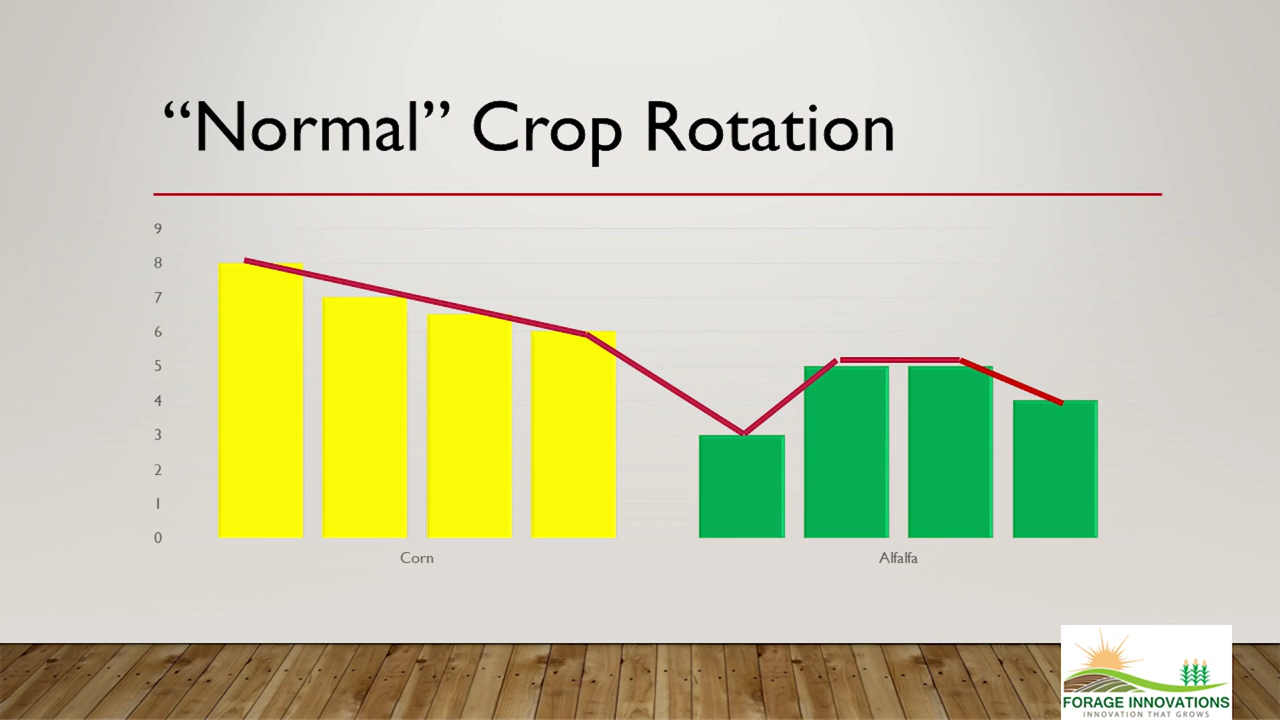 “Normal” Crop Rotation
9
8
7
6
5
4
3
2
1
0
Corn
Alfalfa
FORAGE INNOVATIONS
INNOVATION THAT GROWS